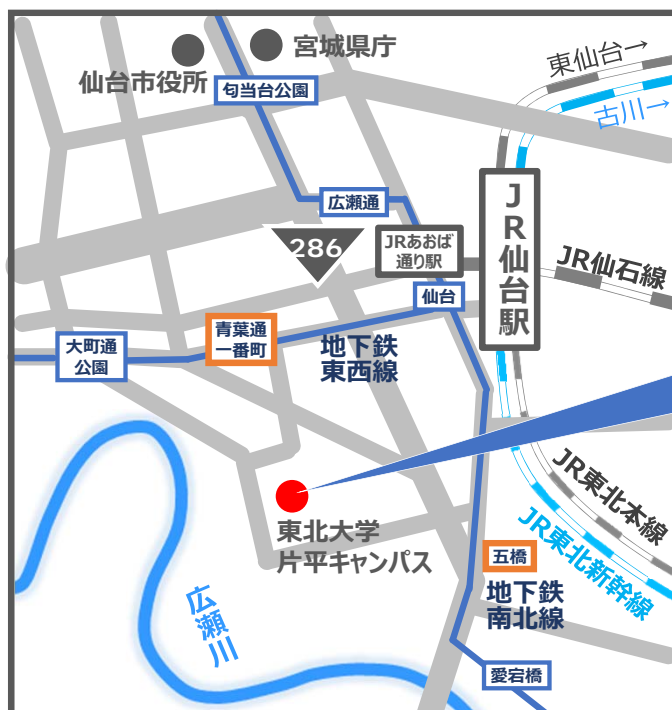 宮城県庁
仙台市役所
東仙台→
古川→
匂当台公園
広瀬通
286
JRあおば
通り駅
JR仙台駅
JR仙石線
仙台
青葉通
一番町
大町通
公園
地下鉄
東西線
東北大学
片平キャンパス
JR東北本線
JR東北新幹線
五橋
地下鉄
南北線
広瀬川
愛宕橋